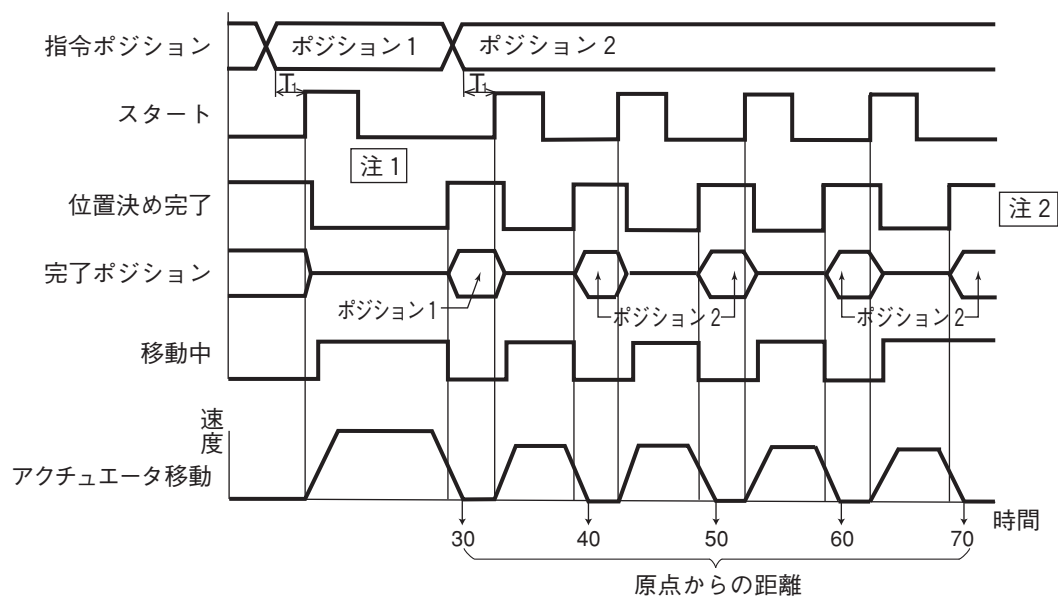 指令ポジション
ポジション1
ポジション2
T₁
T₁
スタート
注1
位置決め完了
注2
完了ポジション
ポジション1
ポジション2
ポジション2
移動中
速度
アクチュエータ移動
時間
30 40 50 60 70
原点からの距離